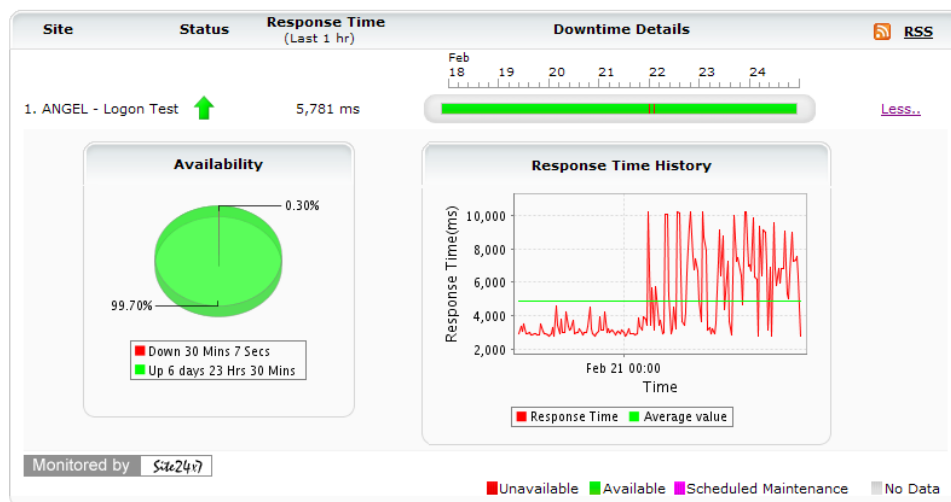 Site Status Response Time Downtime Details RSS
(Last 1 hr)
Feb
18 19 20 21 22 23 24
1. ANGEL - Logon Test 5,781 ms Less..
Availability
0.30%
99.70%
Down 30 Mins 7 Secs
Up 6 days 23 Hrs 30 Mins
Response Time History
Response Time(ms)
10,000
8,000
6,000
4,000
2,000
Feb 21 00:00
Time
Response Time Average value
Monitored by Site24x7
Unavailable Available Scheduled Maintenance No Data